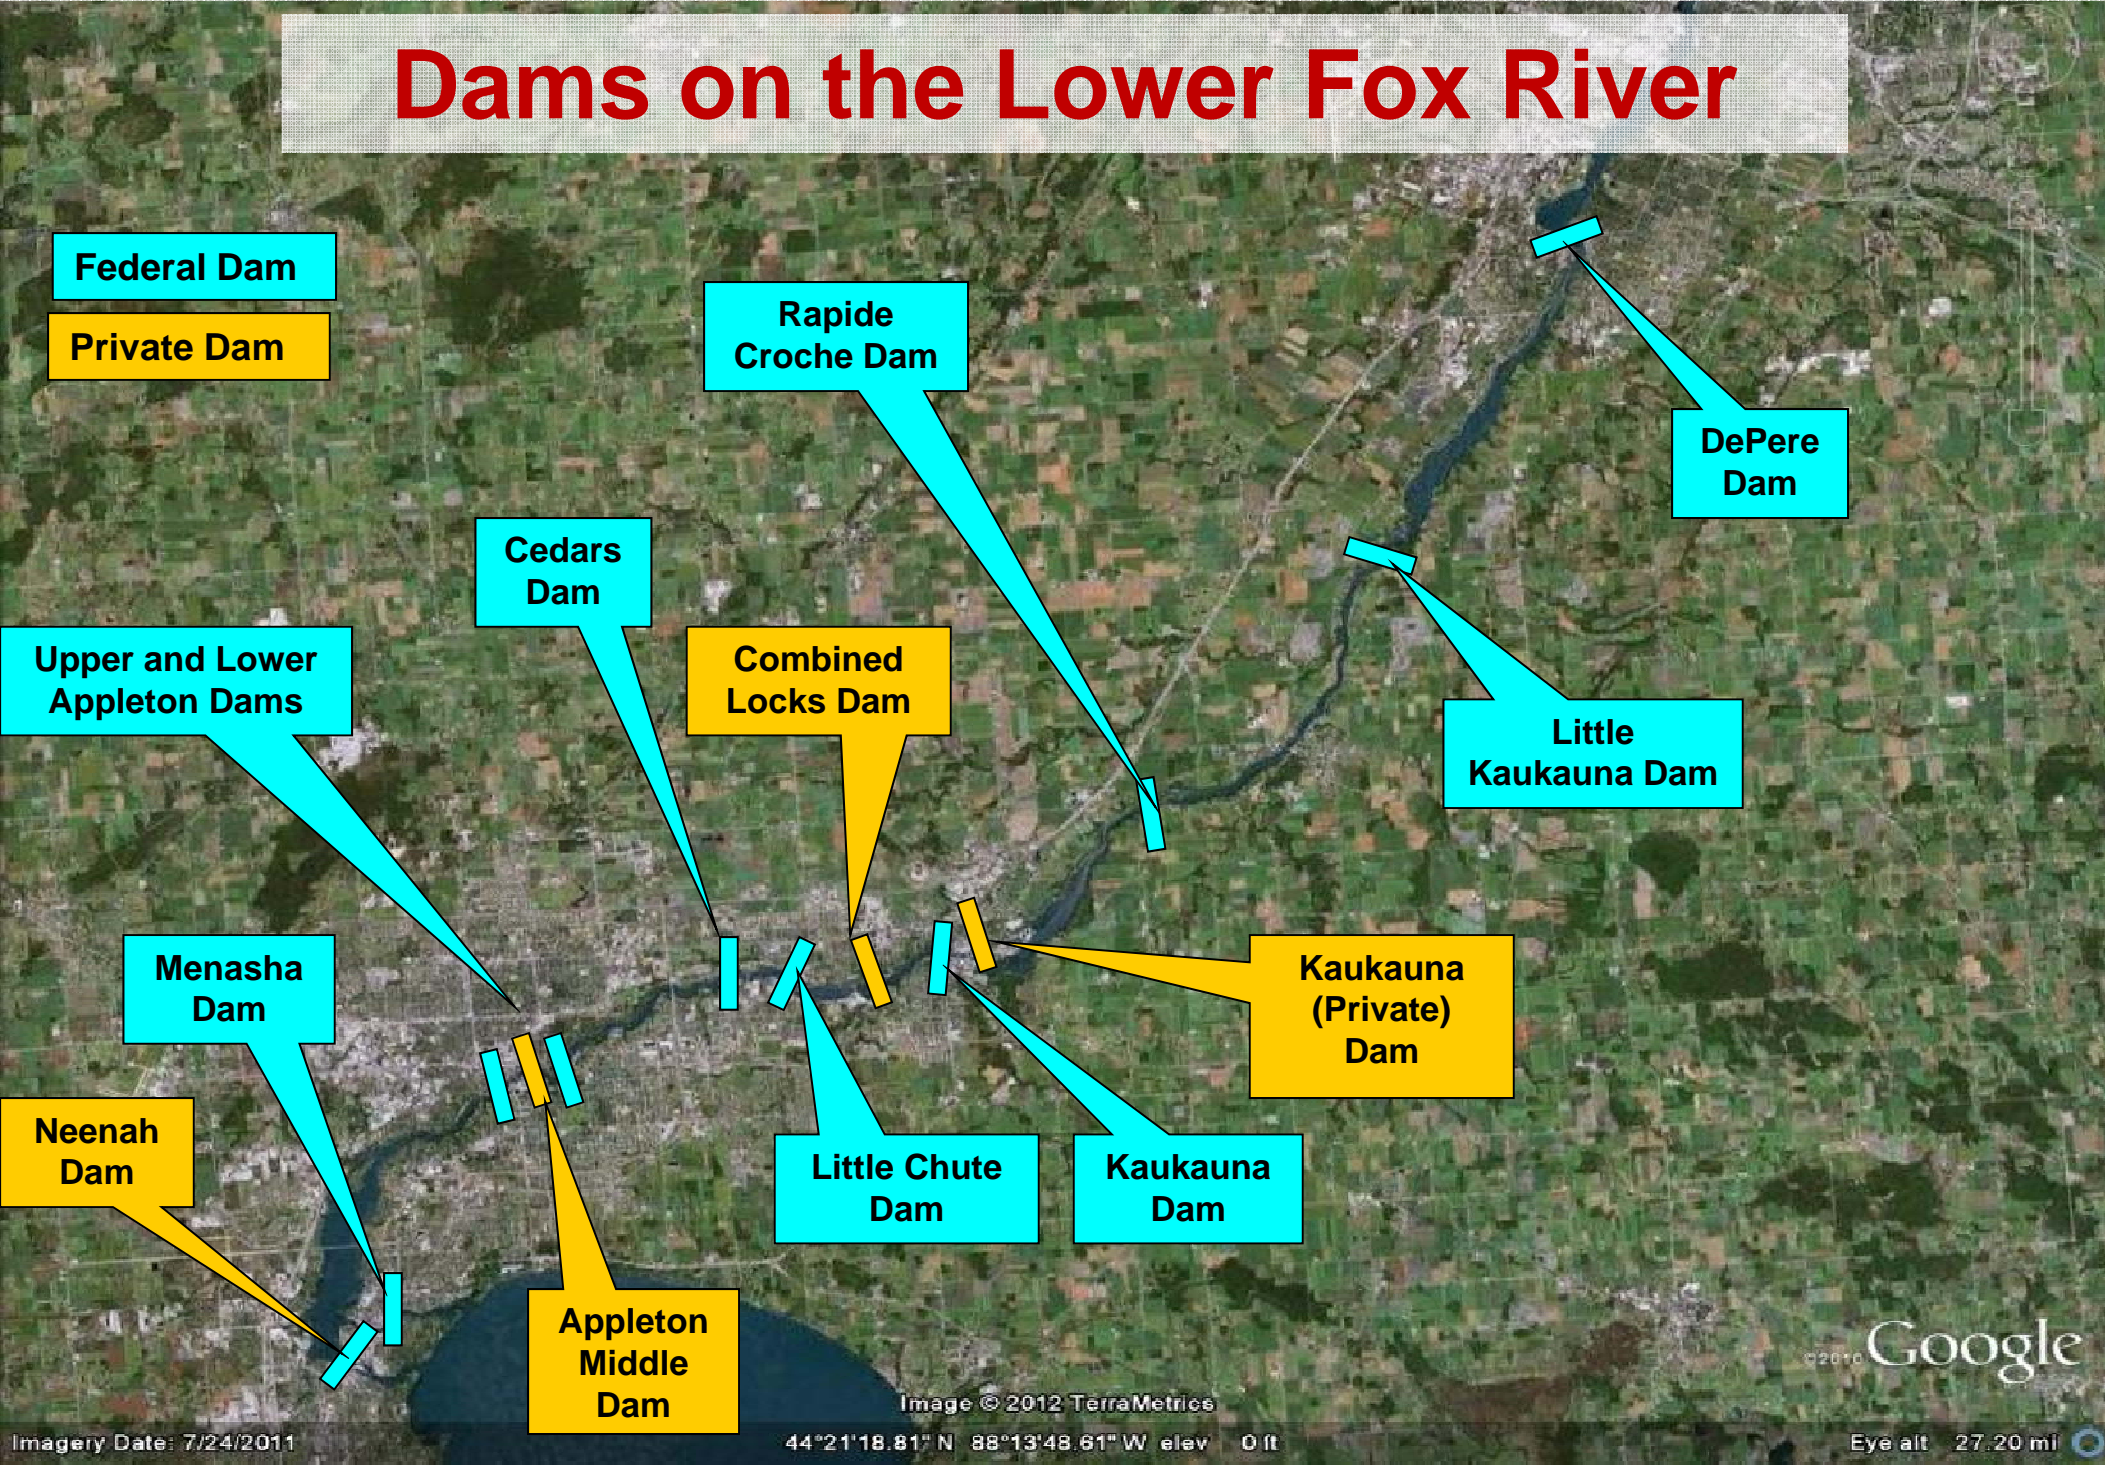 Dams on the Lower Fox River
Federal Dam
Private Dam
Rapide
Croche Dam
DePere
Dam
Cedars
Dam
Upper and Lower
Appleton Dams
Combined
Locks Dam
Little
Kaukauna Dam
Menasha
Dam
Kaukauna
(Private)
Dam
Neenah
Dam
Little Chute
Dam
Kaukauna
Dam
Appleton
Middle
Dam
©2010 Google
Image © 2012 TerraMetrics
Imagery Date: 7/24/2011
44°21'18.81" N 88°13'48.61" W elev 0 ft
Eye alt 27.20 mi